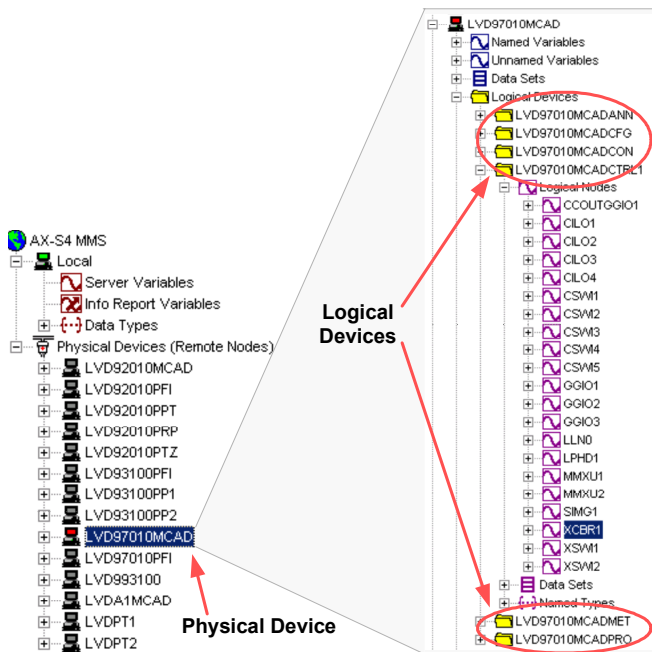 AX-S4 MMS
Local
Server Variables
Info Report Variables
Data Types
Physical Devices (Remote Nodes)
LVD92010MCAD
LVD92010PFI
LVD92010PPT
LVD92010PRP
LVD92010PTZ
LVD93100PFI
LVD93100PP1
LVD93100PP2
LVD97010MCAD
LVD97010PFI
LVD993100
LVDA1MCAD
LVDPT1
LVDPT2
Physical Device
Logical
Devices
LVD97010MCAD
Named Variables
Unnamed Variables
Data Sets
Logical Devices
LVD97010MCADANN
LVD97010MCADCFG
LVD97010MCADCON
LVD97010MCADCTRL1
Logical Nodes
CCOUTGGIO1
CILO1
CILO2
CILO3
CILO4
CSWI1
CSWI2
CSWI3
CSWI4
CSWI5
GGIO1
GGIO2
GGIO3
LLN0
LPHD1
MMXU1
MMXU2
SIMG1
XCBR1
XSWI1
XSWI2
Data Sets
Named Types
LVD97010MCADMET
LVD97010MCADPRO